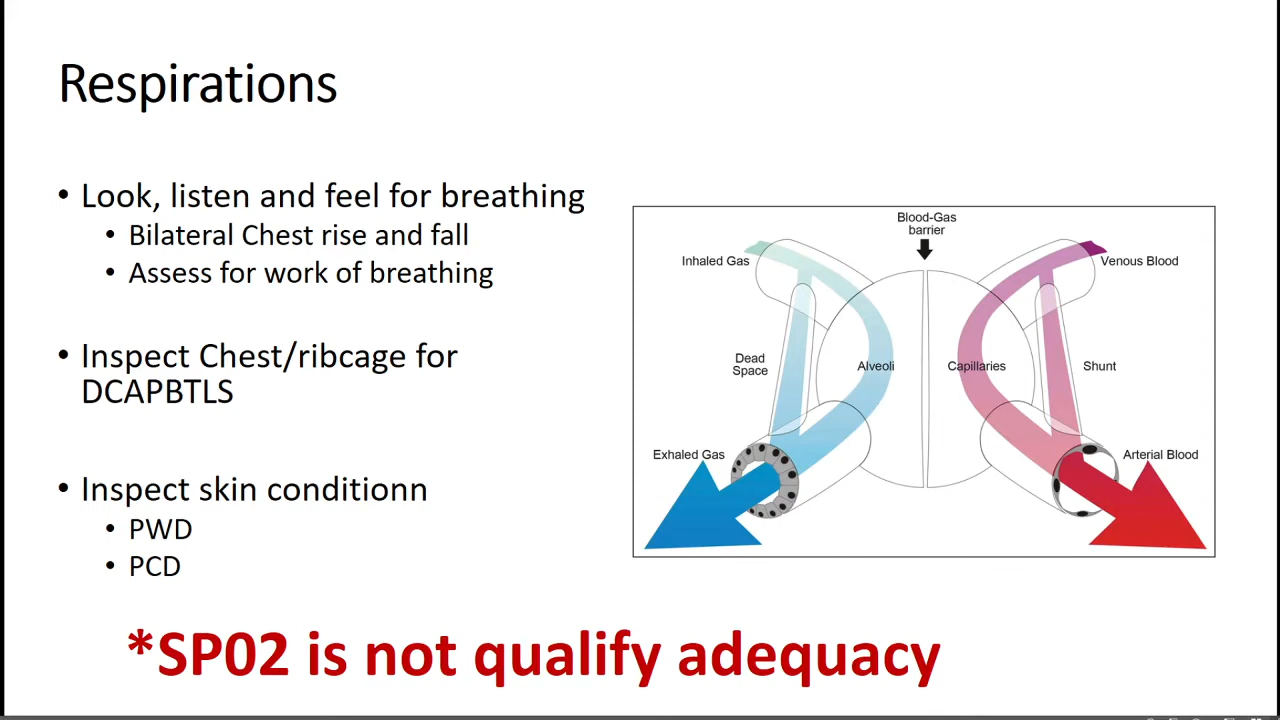 Respirations
• Look, listen and feel for breathing
• Bilateral Chest rise and fall
• Assess for work of breathing
• Inspect Chest/ribcage for
DCAPBTLS
• Inspect skin conditionn
• PWD
• PCD
Blood-Gas
barrier
Inhaled Gas
Venous Blood
Dead
Space
Alveoli
Capillaries
Shunt
Exhaled Gas
Arterial Blood
*SP02 is not qualify adequacy